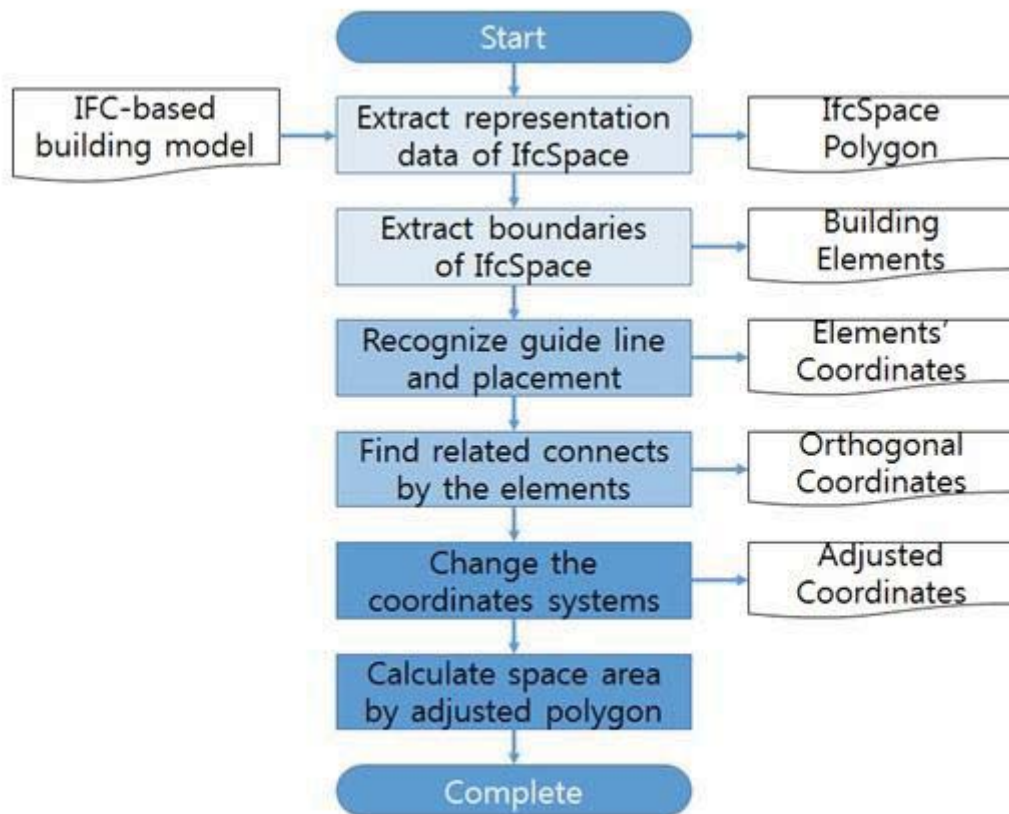 Start
IFC-based
building model
Extract representation
data of IfcSpace
IfcSpace
Polygon
Extract boundaries
of IfcSpace
Building
Elements
Recognize guide line
and placement
Elements’
Coordinates
Find related connects
by the elements
Orthogonal
Coordinates
Change the
coordinates systems
Adjusted
Coordinates
Calculate space area
by adjusted polygon
Complete